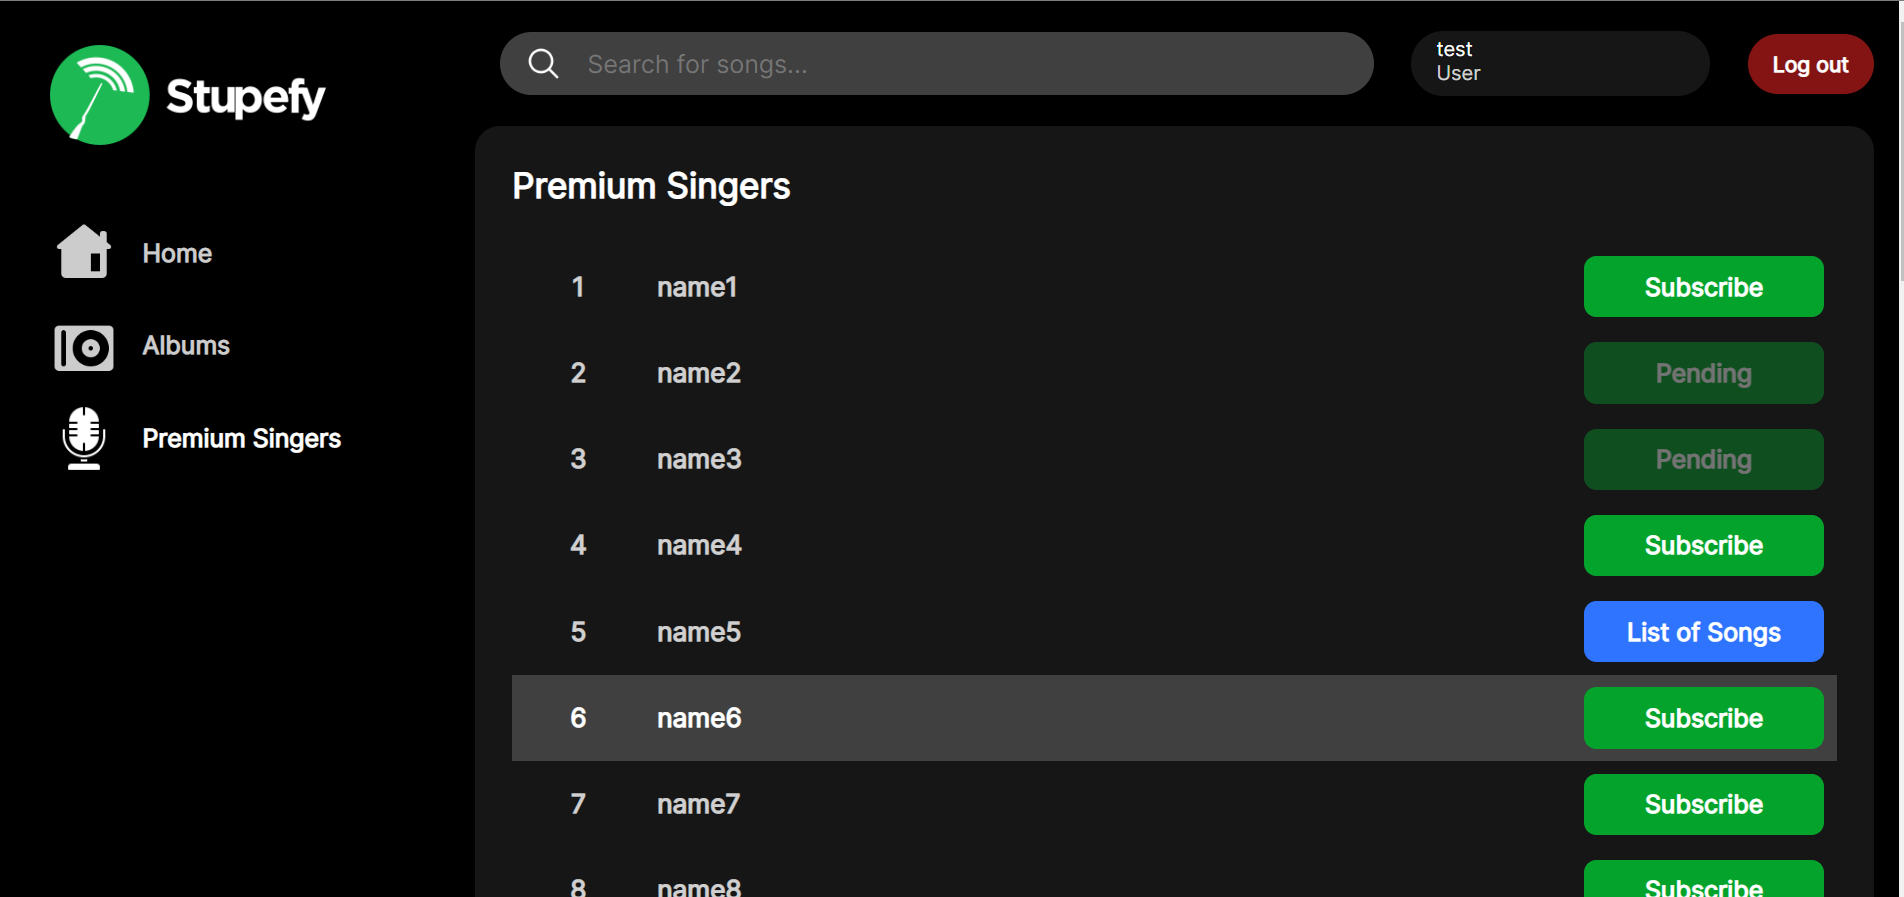 Stupefy
Search for songs...
test
User
Log out
Home
Albums
Premium Singers
Premium Singers
1 name1 Subscribe
2 name2 Pending
3 name3 Pending
4 name4 Subscribe
5 name5 List of Songs
6 name6 Subscribe
7 name7 Subscribe
8 name8 Subscribe